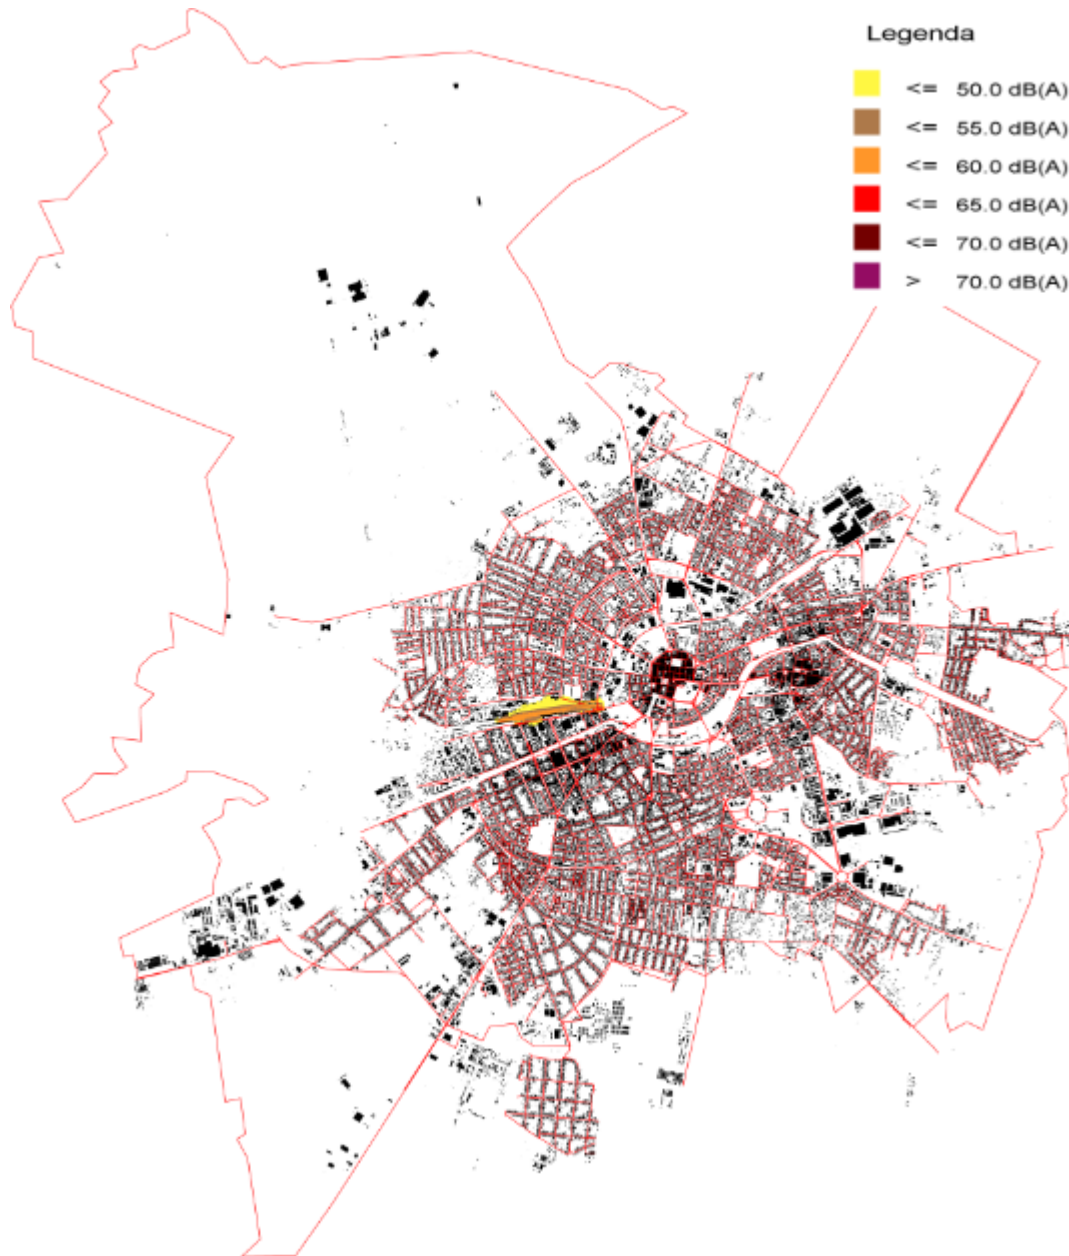 Legenda
<= 50.0 dB(A)
<= 55.0 dB(A)
<= 60.0 dB(A)
<= 65.0 dB(A)
<= 70.0 dB(A)
> 70.0 dB(A)